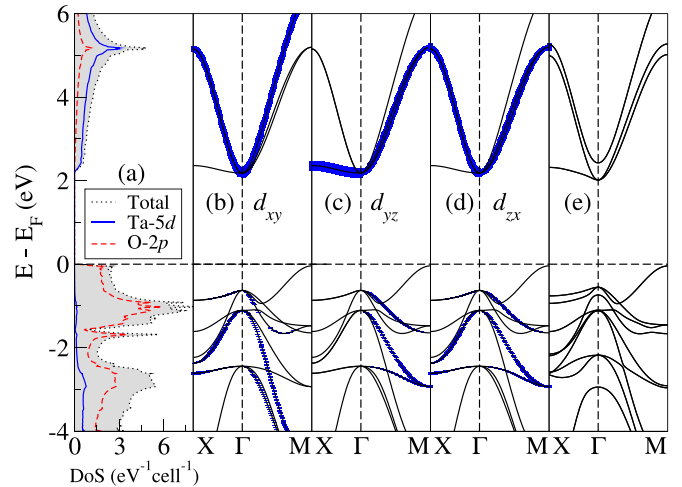 6
4
2
0
-2
-4
E - E_F (eV)
(a)
Total
Ta-5d
O-2p
(b) d_xy
(c) d_yz
(d) d_zx
(e)
0 3 6
X Γ M X Γ M X Γ M X Γ M
DoS (eV⁻¹cell⁻¹)